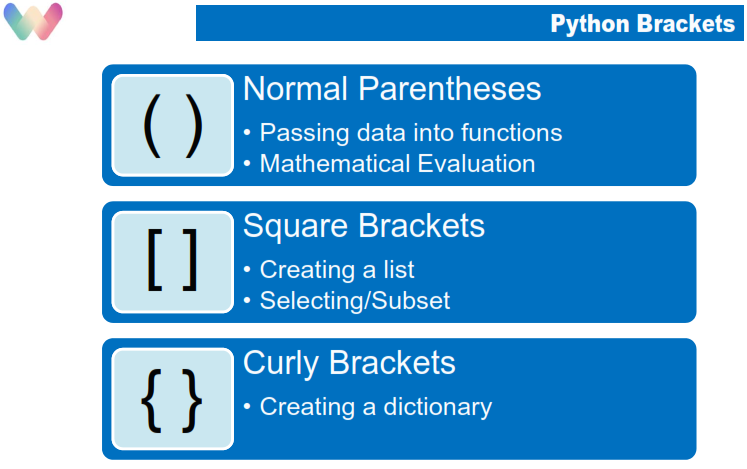 Python Brackets
( )
Normal Parentheses
• Passing data into functions
• Mathematical Evaluation
[ ]
Square Brackets
• Creating a list
• Selecting/Subset
{ }
Curly Brackets
• Creating a dictionary